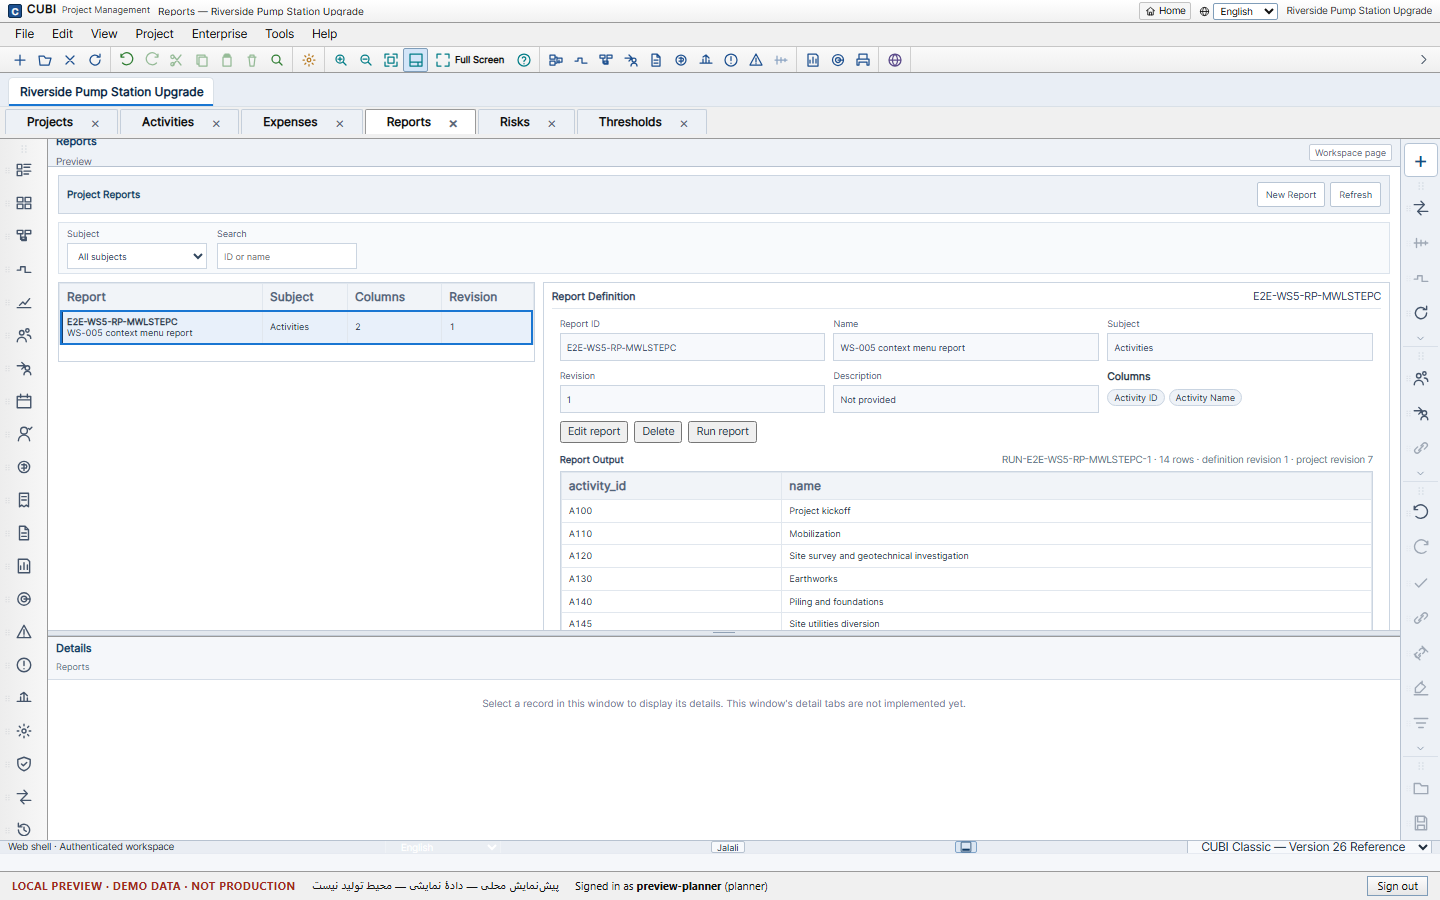 CUBI Project Management Reports — Riverside Pump Station Upgrade
Home English Riverside Pump Station Upgrade
File Edit View Project Enterprise Tools Help
Full Screen
Riverside Pump Station Upgrade
Projects Activities Expenses Reports Risks Thresholds
Reports
Preview
Workspace page
Project Reports
New Report Refresh
Subject Search
All subjects ID or name
Report Subject Columns Revision
E2E-WS5-RP-MWLSTEPC
WS-005 context menu report
Activities 2 1
Report Definition E2E-WS5-RP-MWLSTEPC
Report ID Name Subject
E2E-WS5-RP-MWLSTEPC WS-005 context menu report Activities
Revision Description Columns
1 Not provided Activity ID Activity Name
Edit report Delete Run report
Report Output RUN-E2E-WS5-RP-MWLSTEPC-1 · 14 rows · definition revision 1 · project revision 7
activity_id name
A100 Project kickoff
A110 Mobilization
A120 Site survey and geotechnical investigation
A130 Earthworks
A140 Piling and foundations
A145 Site utilities diversion
Details
Reports
Select a record in this window to display its details. This window's detail tabs are not implemented yet.
Web shell · Authenticated workspace English Jalali CUBI Classic — Version 26 Reference
LOCAL PREVIEW · DEMO DATA · NOT PRODUCTION پیش‌نمایش محلی — دادهٔ نمایشی — محیط تولید نیست Signed in as preview-planner (planner) Sign out